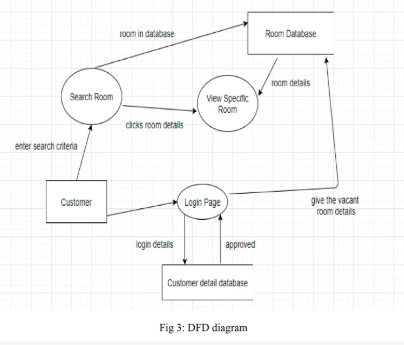 room in database
Room Database
Search Room
View Specific
Room
room details
clicks room details
enter search criteria
Customer
Login Page
give the vacant
room details
login details
approved
Customer detail database
Fig 3: DFD diagram